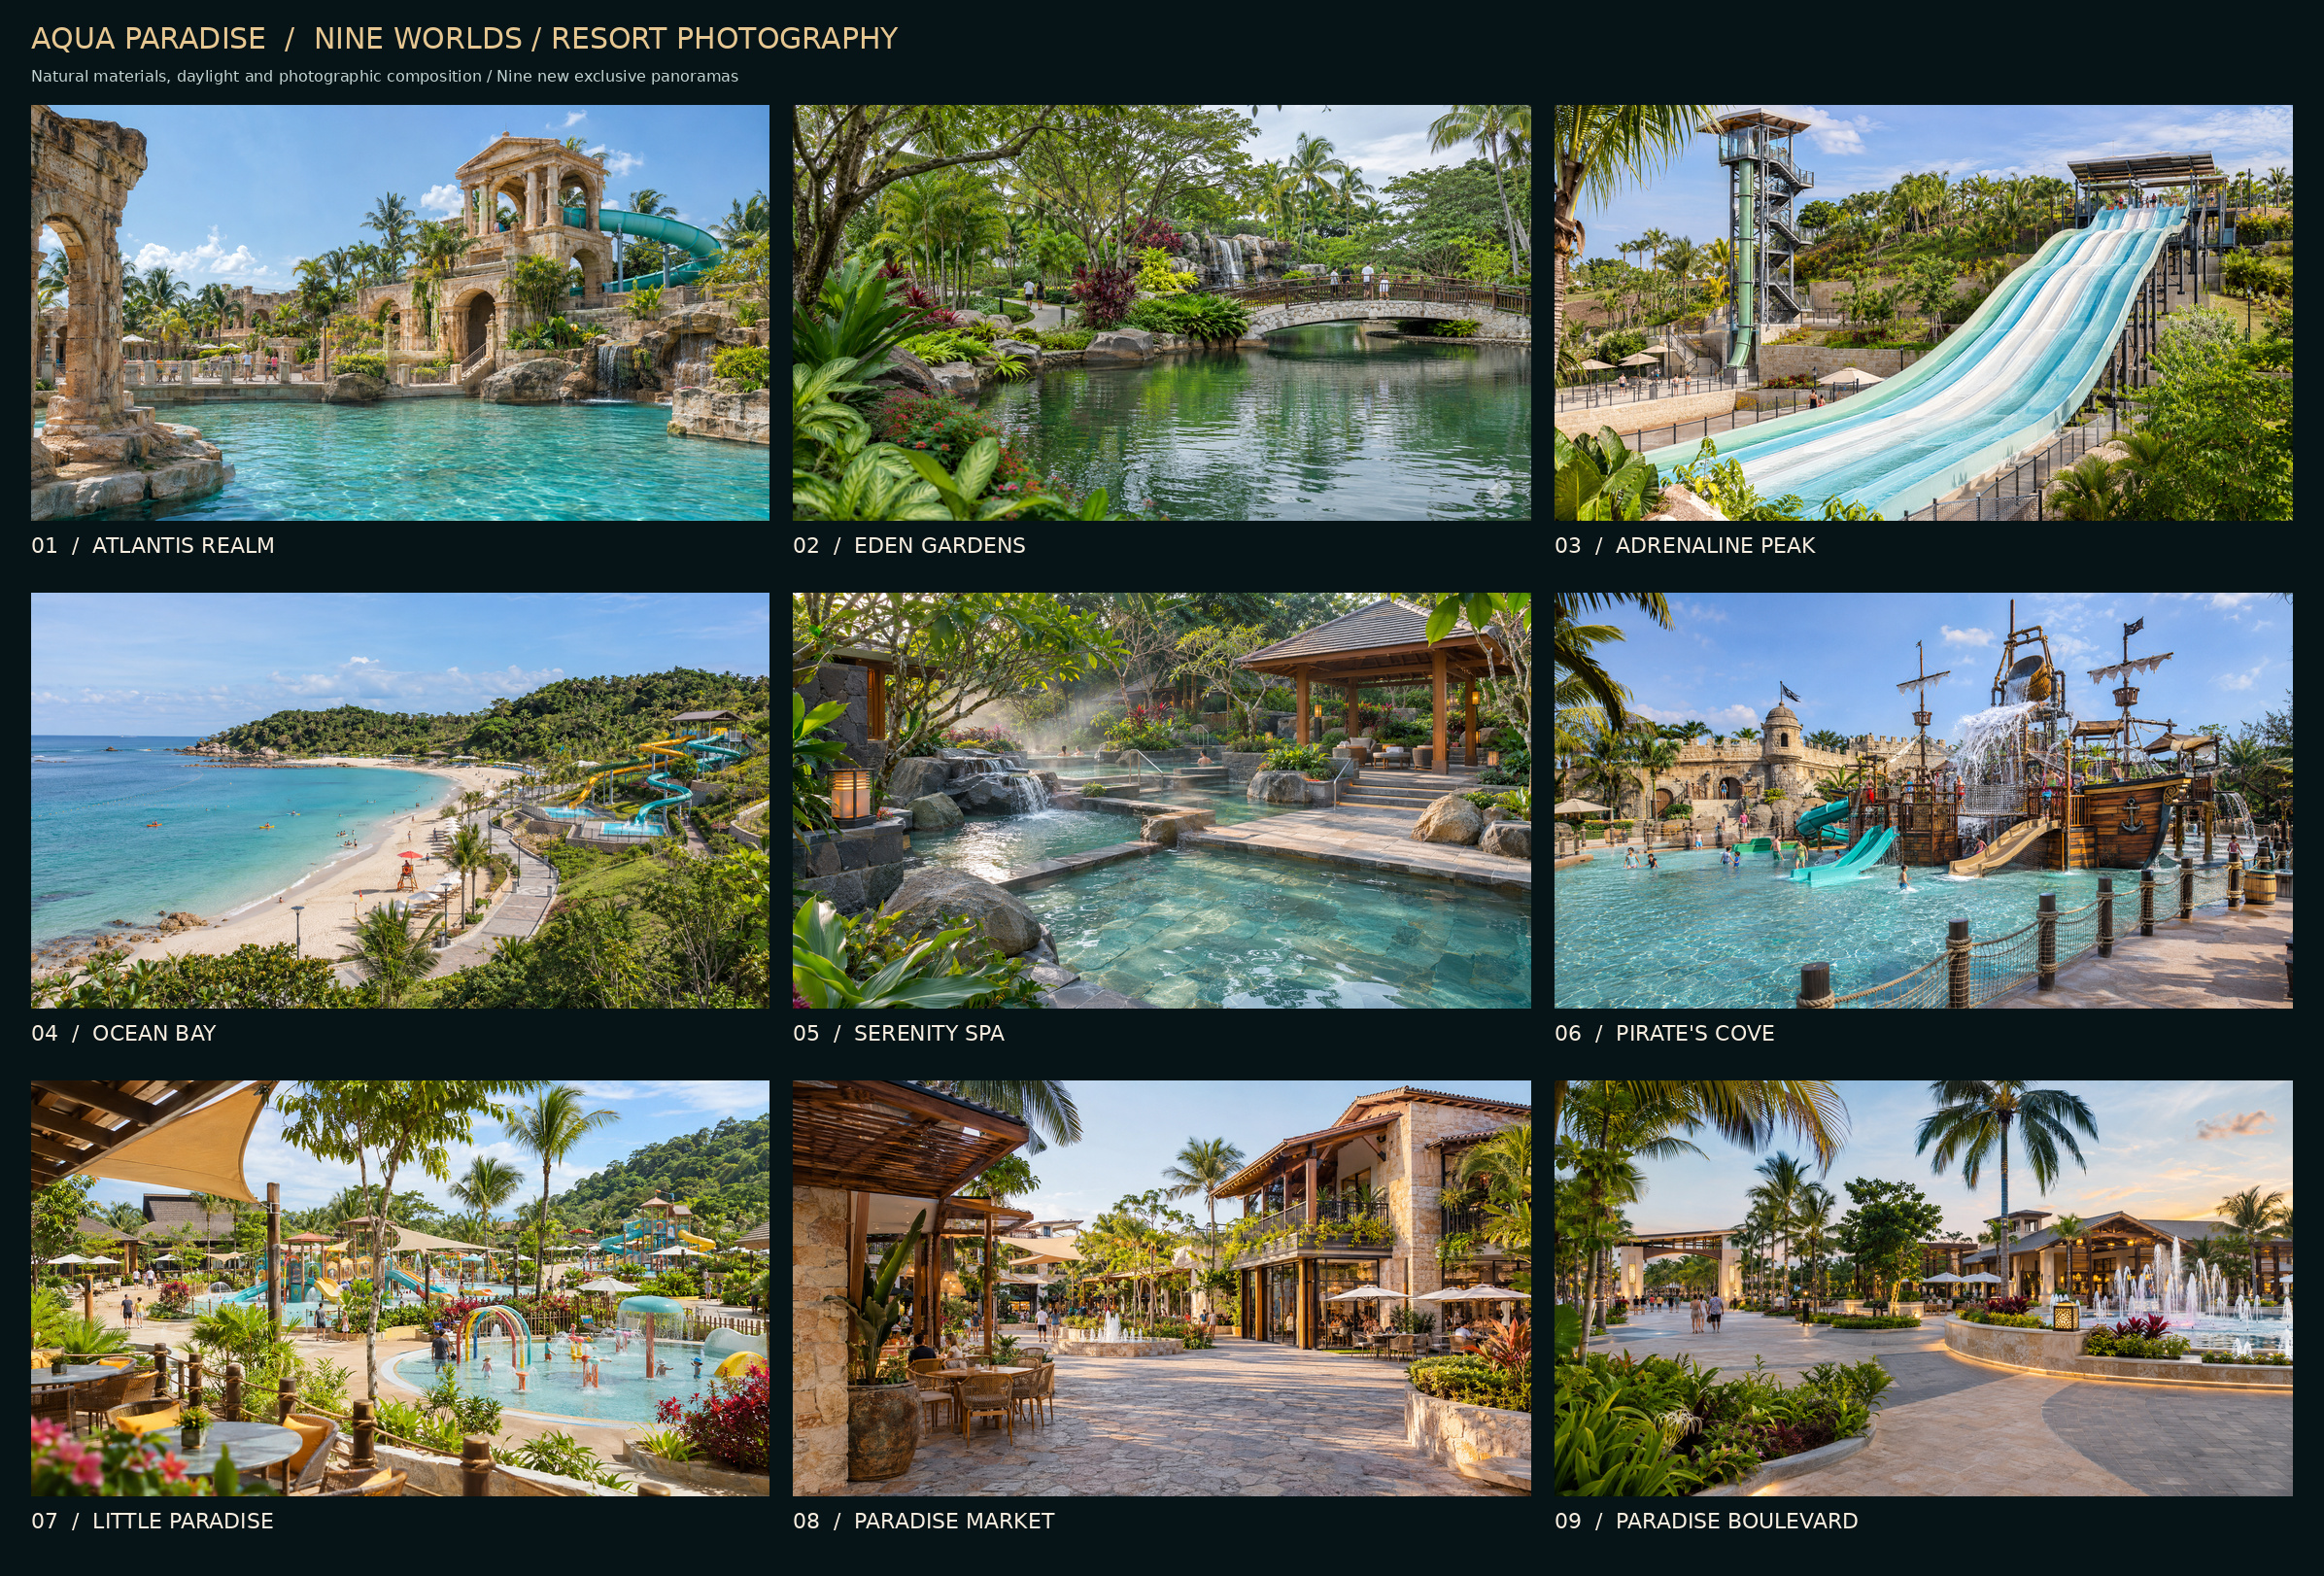 AQUA PARADISE / NINE WORLDS / RESORT PHOTOGRAPHY
Natural materials, daylight and photographic composition / Nine new exclusive panoramas
01 / ATLANTIS REALM
02 / EDEN GARDENS
03 / ADRENALINE PEAK
04 / OCEAN BAY
05 / SERENITY SPA
06 / PIRATE'S COVE
07 / LITTLE PARADISE
08 / PARADISE MARKET
09 / PARADISE BOULEVARD